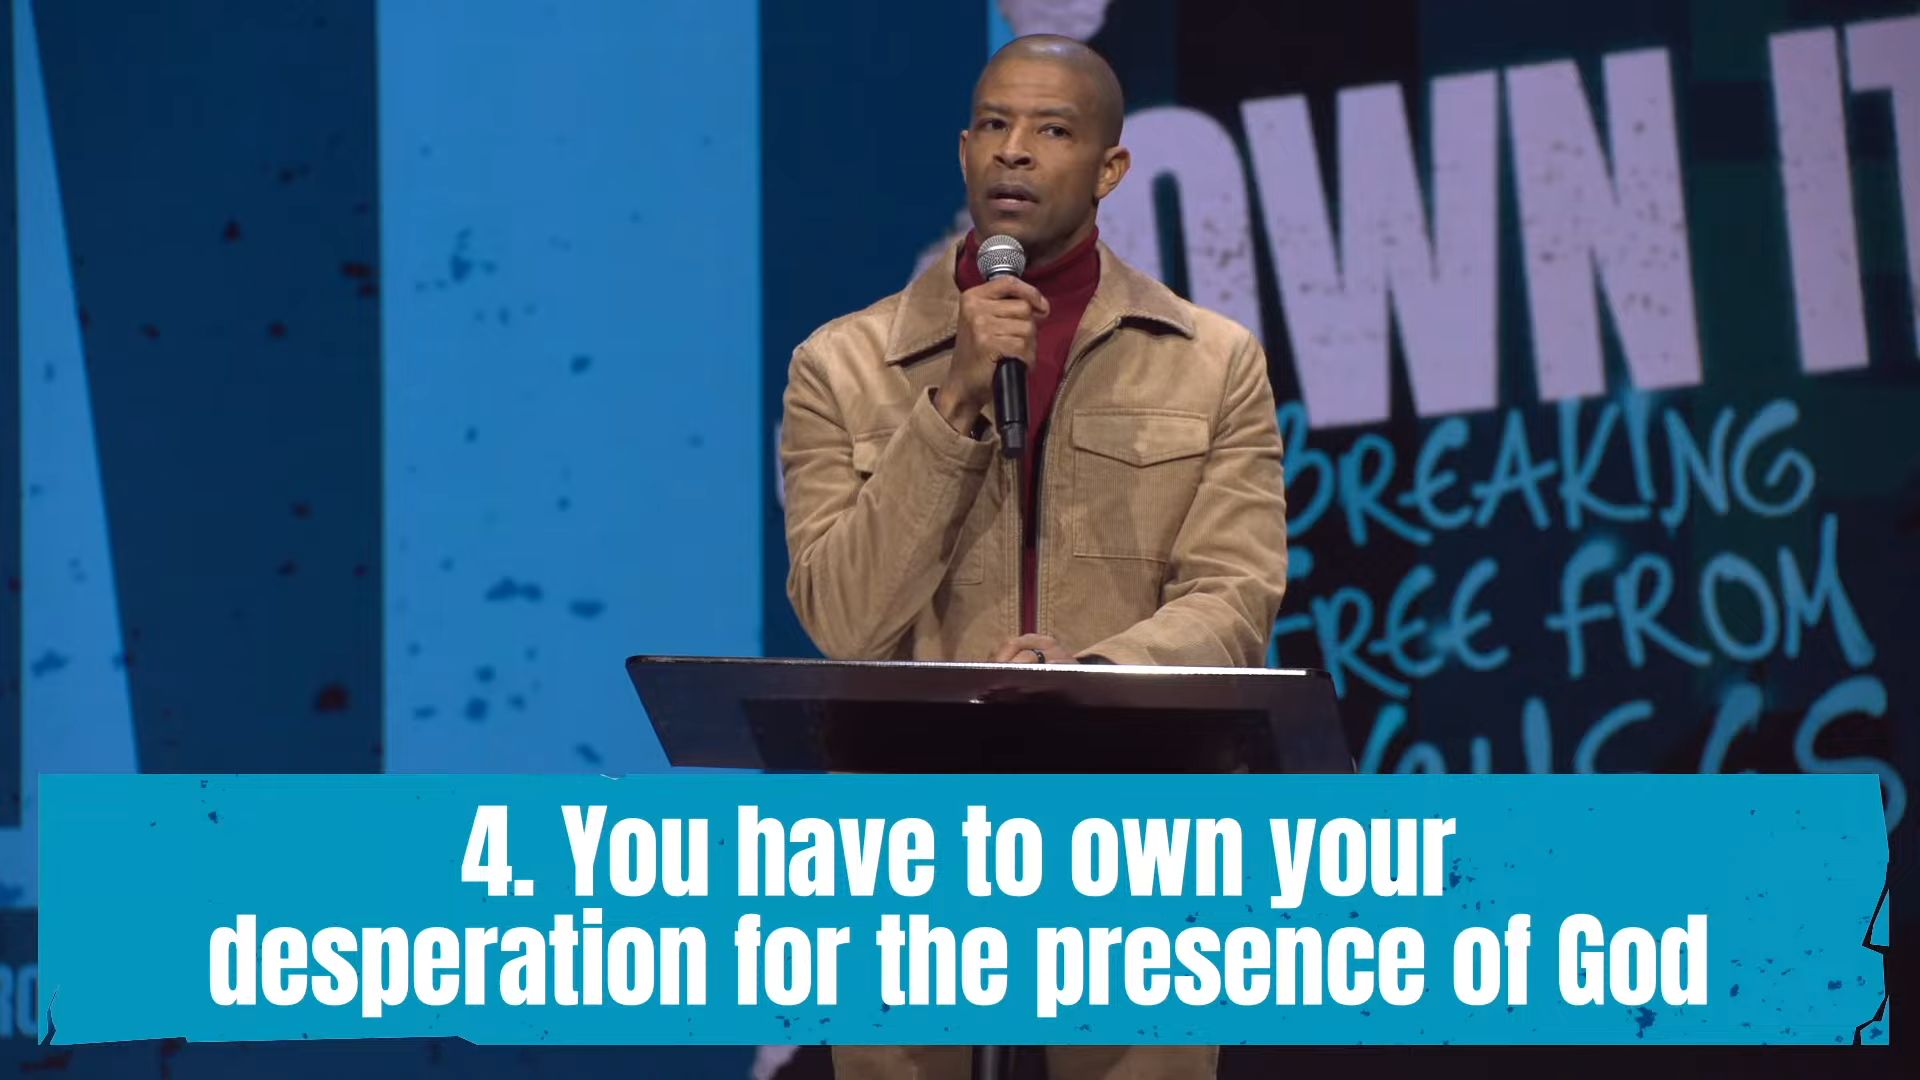 OWN IT
BREAKING
FREE FROM
4. You have to own your
desperation for the presence of God